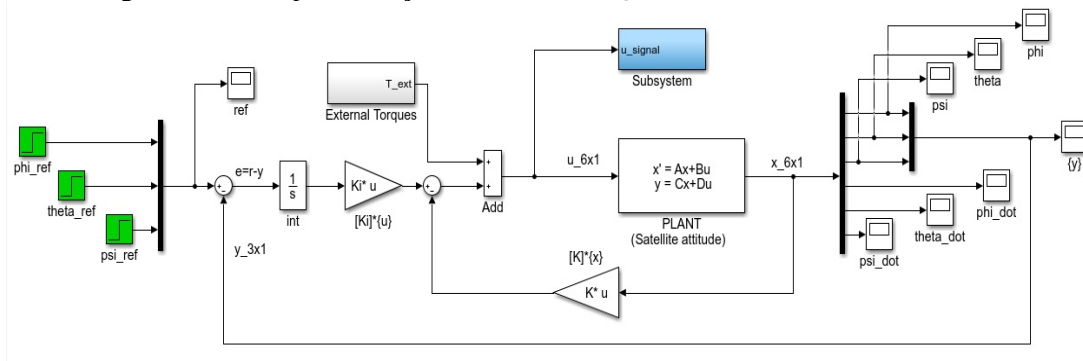 phi_ref
theta_ref
psi_ref
ref
e=r-y
y_3x1
1
s
int
Ki* u
[Ki]*{u}
T_ext
External Torques
+
-
+
-
+
+
Add
u_signal
Subsystem
u_6x1
x' = Ax+Bu
y = Cx+Du
PLANT
(Satellite attitude)
x_6x1
[K]*{x}
K* u
phi
theta
psi
{y}
phi_dot
theta_dot
psi_dot